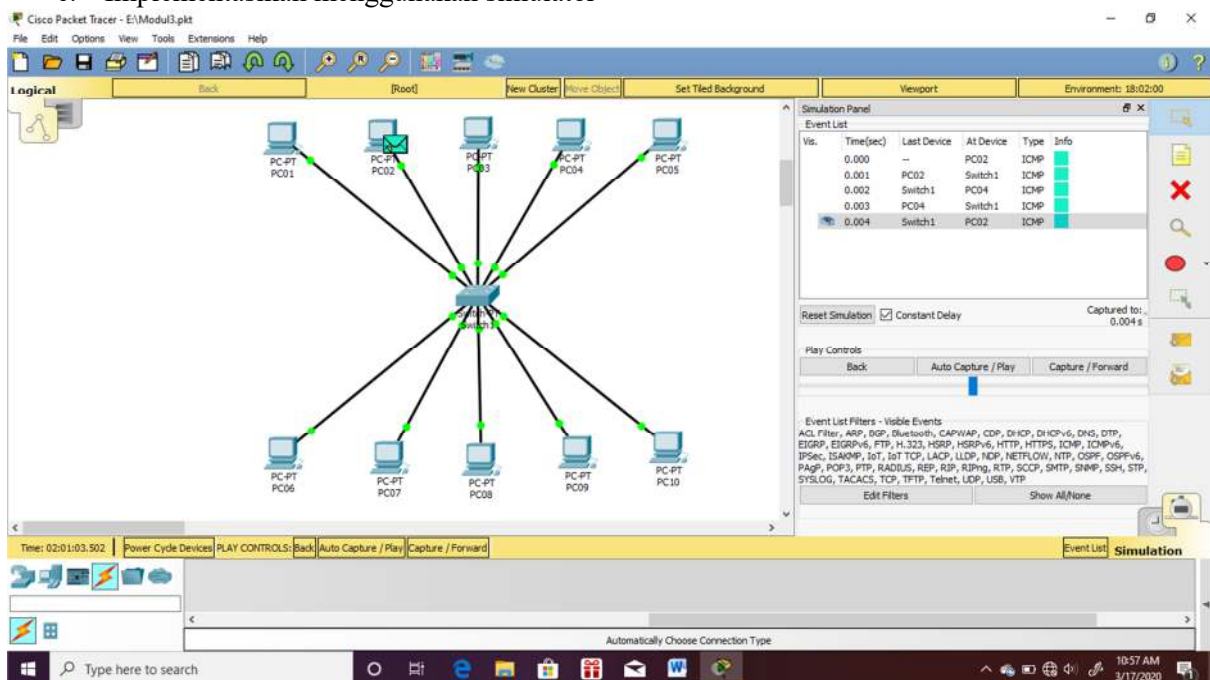 Implementasikan menggunakan simulator
Cisco Packet Tracer - E:\Modul3.pkt
File Edit Options View Tools Extensions Help
Logical Back [Root] New Cluster Move Object Set Tiled Background Viewport Environment: 18:02:00
Simulation Panel
Event List
Vis. Time(sec) Last Device At Device Type Info
0.000 -- PC02 ICMP
0.001 PC02 Switch1 ICMP
0.002 Switch1 PC04 ICMP
0.003 PC04 Switch1 ICMP
0.004 Switch1 PC02 ICMP
Reset Simulation Constant Delay Captured to:
0.004 s
Play Controls
Back Auto Capture / Play Capture / Forward
Event List Filters - Visible Events
ACL Filter, ARP, BGP, Bluetooth, CAPWAP, CDP, DHCP, DHCPv6, DNS, DTP,
EIGRP, EIGRPv6, FTP, H.323, HSRP, HSRPv6, HTTP, HTTPS, ICMP, ICMPv6,
IPSec, ISAKMP, IoT, IoT TCP, LACP, LLDP, NDP, NETFLOW, NTP, OSPF, OSPFv6,
PAgP, POP3, PTP, RADIUS, REP, RIP, RIPng, RTP, SCCP, SMTP, SNMP, SSH, STP,
SYSLOG, TACACS, TCP, TFTP, Telnet, UDP, USB, VTP
Edit Filters Show All/None
PC-PT
PC01
PC-PT
PC02
PC-PT
PC03
PC-PT
PC04
PC-PT
PC05
Switch-PT
Switch1
PC-PT
PC06
PC-PT
PC07
PC-PT
PC08
PC-PT
PC09
PC-PT
PC10
Time: 02:01:03.502 Power Cycle Devices PLAY CONTROLS: Back Auto Capture / Play Capture / Forward Event List Simulation
Automatically Choose Connection Type
Type here to search
10:57 AM
3/17/2020